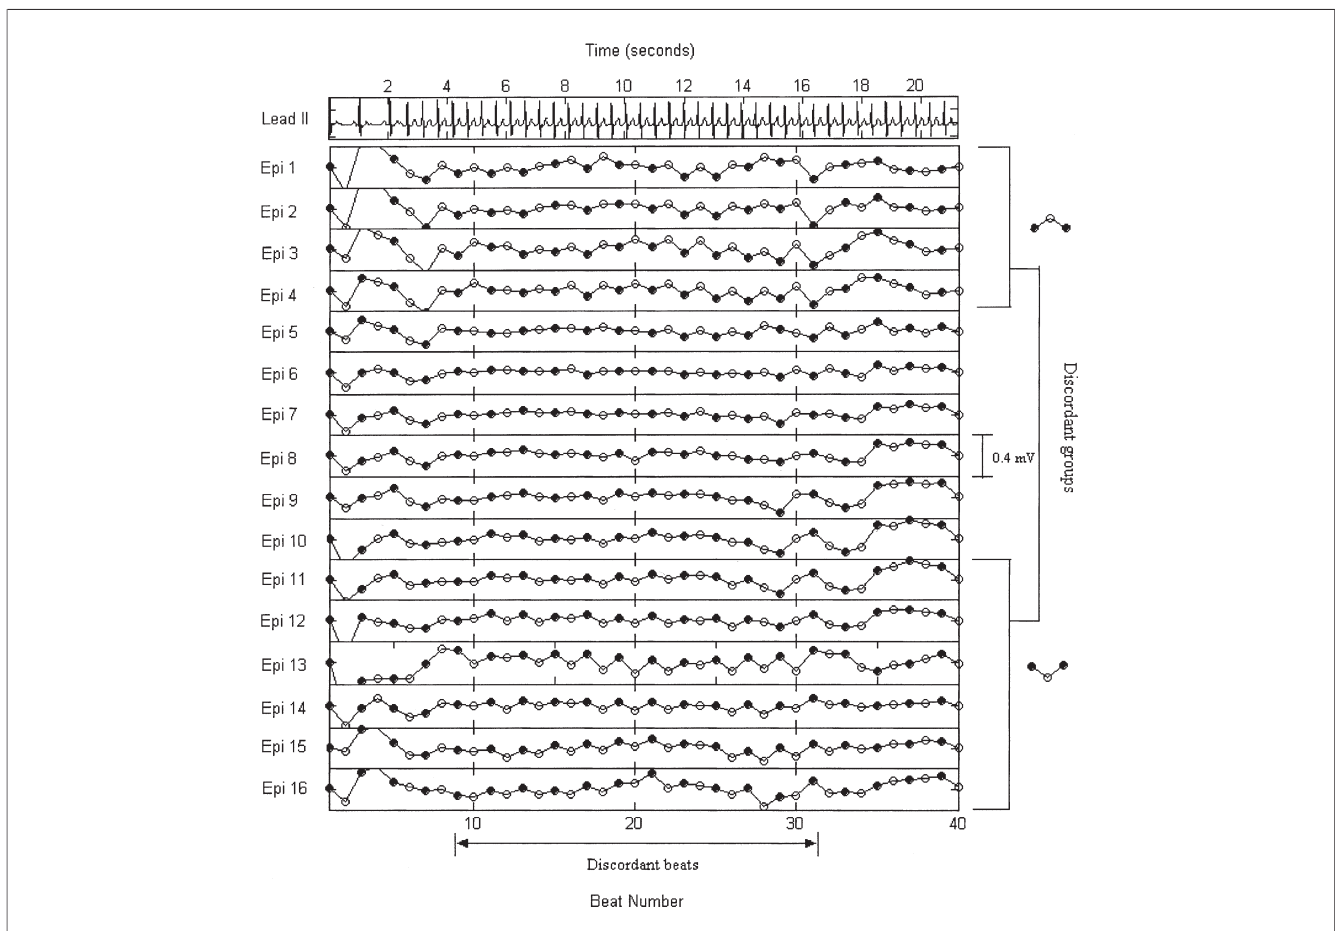 Time (seconds)
2 4 6 8 10 12 14 16 18 20
Lead II
Epi 1
Epi 2
Epi 3
Epi 4
Epi 5
Epi 6
Epi 7
Epi 8
0.4 mV
Discordant groups
Epi 9
Epi 10
Epi 11
Epi 12
Epi 13
Epi 14
Epi 15
Epi 16
10 20 30 40
Discordant beats
Beat Number